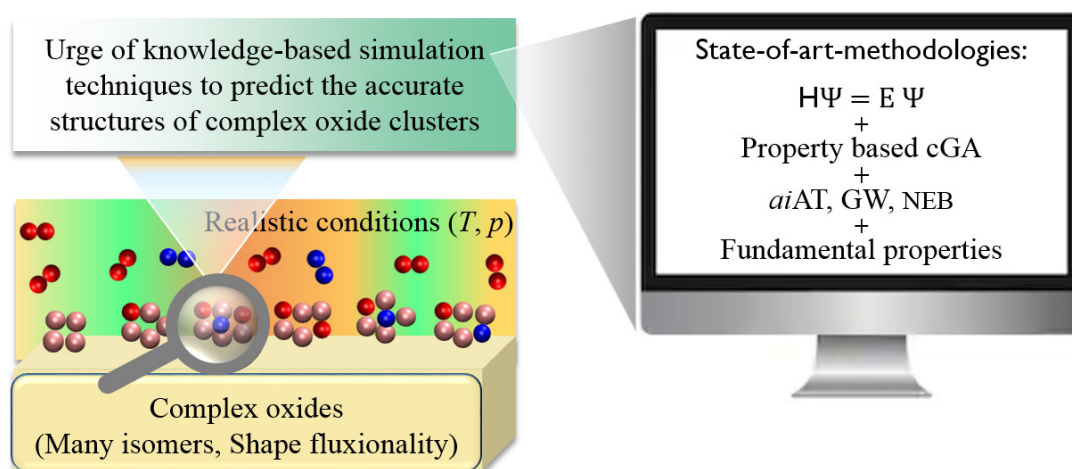 Urge of knowledge-based simulation
techniques to predict the accurate
structures of complex oxide clusters
Realistic conditions (T, p)
Complex oxides
(Many isomers, Shape fluxionality)
State-of-art-methodologies:
HΨ = E Ψ
+
Property based cGA
+
aiAT, GW, NEB
+
Fundamental properties